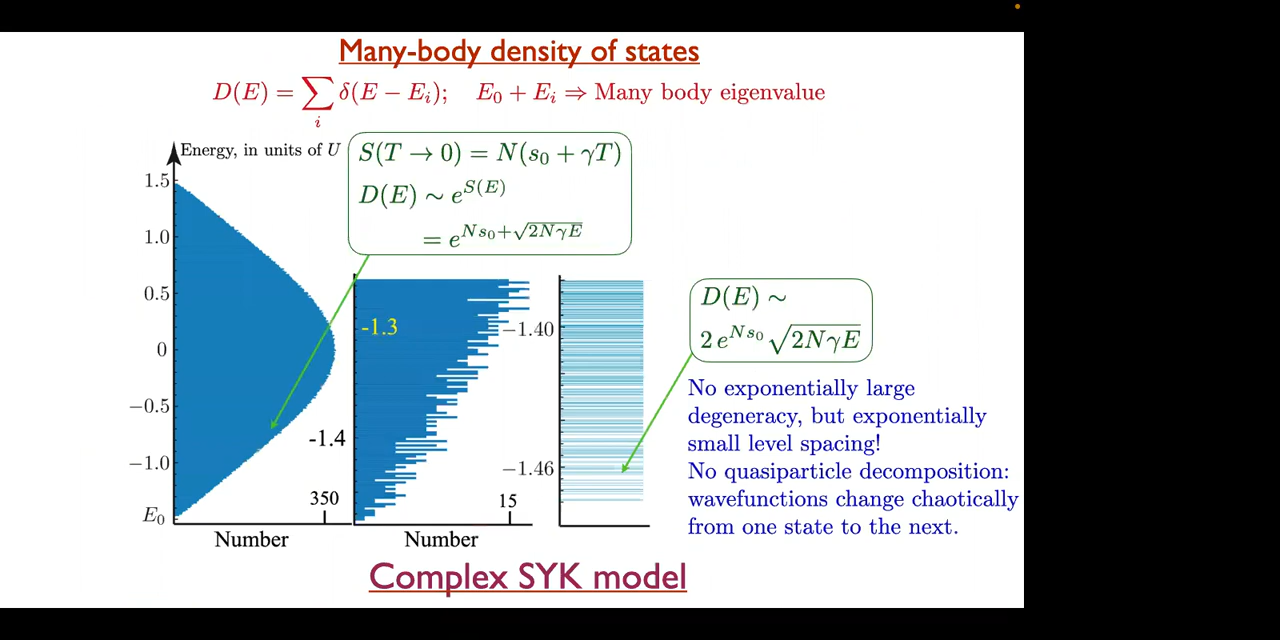 Many-body density of states
D(E) = ∑_i δ(E − E_i); E_0 + E_i ⇒ Many body eigenvalue
Energy, in units of U
S(T → 0) = N(s_0 + γT)
D(E) ∼ e^{S(E)}
= e^{Ns_0+√(2NγE)}
1.5
1.0
0.5
0
−0.5
−1.0
E_0
350
Number
-1.3
-1.4
15
Number
−1.40
−1.46
D(E) ∼
2 e^{Ns_0} √(2NγE)
No exponentially large
degeneracy, but exponentially
small level spacing!
No quasiparticle decomposition:
wavefunctions change chaotically
from one state to the next.
Complex SYK model